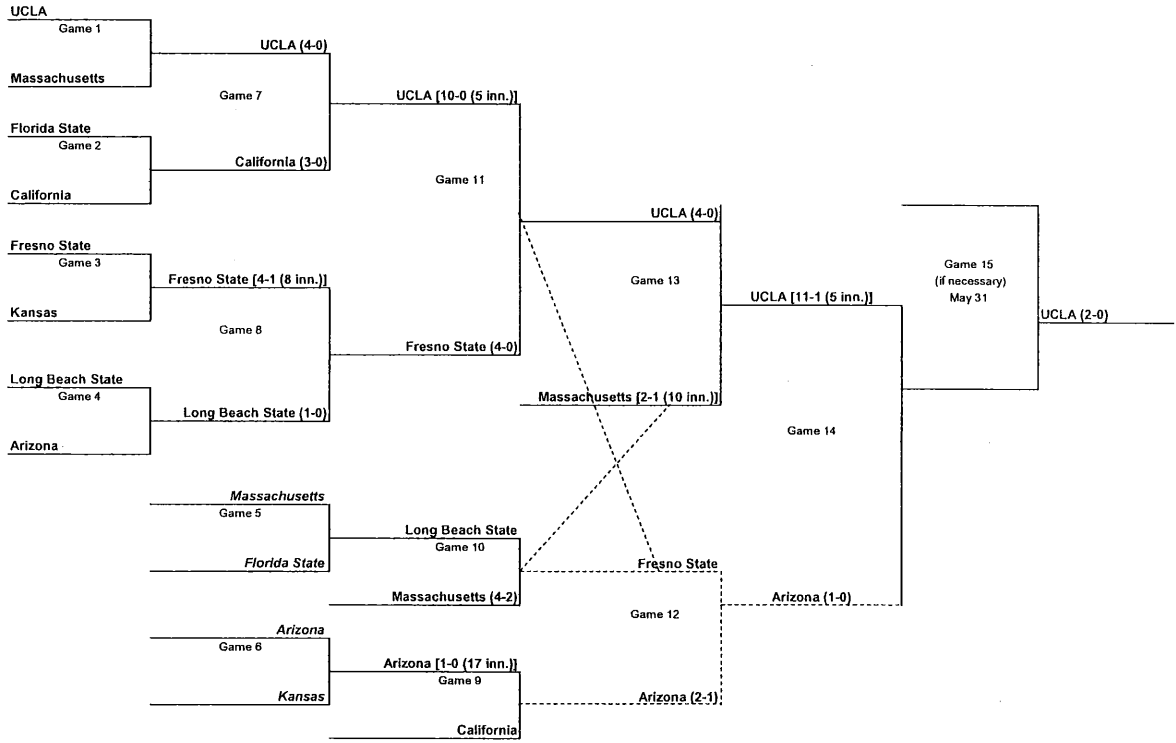 UCLA
Game 1
UCLA (4-0)
Massachusetts
Game 7
UCLA [10-0 (5 inn.)]
Florida State
Game 2
California (3-0)
Game 11
California
UCLA (4-0)
Fresno State
Game 3
Fresno State [4-1 (8 inn.)]
Game 13
Game 15
(if necessary)
May 31
Kansas
Game 8
UCLA [11-1 (5 inn.)]
UCLA (2-0)
Fresno State (4-0)
Long Beach State
Game 4
Long Beach State (1-0)
Massachusetts [2-1 (10 inn.)]
Arizona
Game 14
Massachusetts
Game 5
Long Beach State
Game 10
Florida State
Fresno State
Massachusetts (4-2)
Game 12
Arizona (1-0)
Arizona
Game 6
Arizona [1-0 (17 inn.)]
Game 9
Kansas
Arizona (2-1)
California